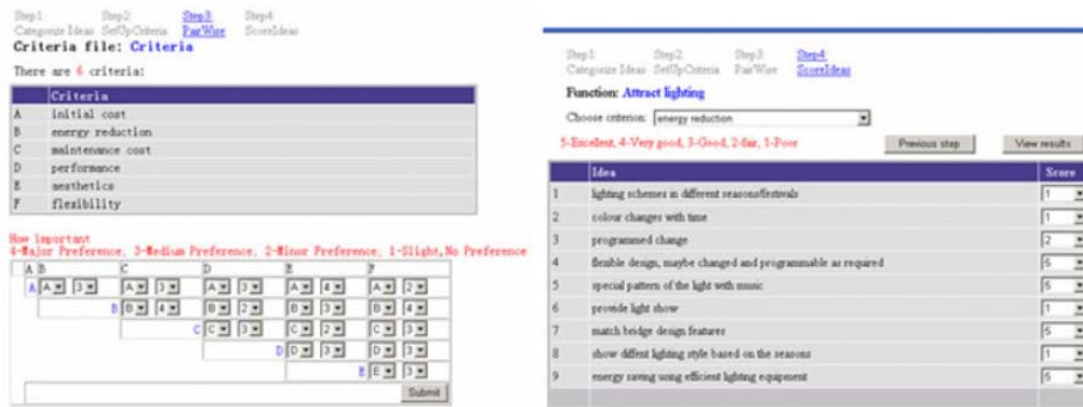 Step1: Step2: Step3: Step4:
Categorize Ideas SetUpCriteria PairWise ScoreIdeas
Criteria file: Criteria
There are 6 criteria:
Criteria
A initial cost
B energy reduction
C maintenance cost
D performance
E aesthetics
F flexibility
How important
4-Major Preference; 3-Medium Preference; 2-Minor Preference; 1-Slight,No Preference
A B C D E F
A A 3 A 3 A 3 A 4 A 2
B B 4 B 2 B 3 B 4
C C 3 C 2 C 3
D D 3 D 3
E E 3
Submit
Step1: Step2: Step3: Step4:
Categorize Ideas SetUpCriteria PairWise ScoreIdeas
Function: Attract lighting
Choose criterion: energy reduction
5-Excellent, 4-Very good, 3-Good, 2-fair, 1-Poor
Previous step View results
Idea Score
1 lighting schemes in different seasons/festivals 1
2 colour changes with time 1
3 programmed change 2
4 flexible design, maybe changed and programmable as required 5
5 special pattern of the light with music 5
6 provide light show 1
7 match bridge design features 5
8 show diffent lighting style based on the seasons 1
9 energy saving using efficient lighting equipment 5